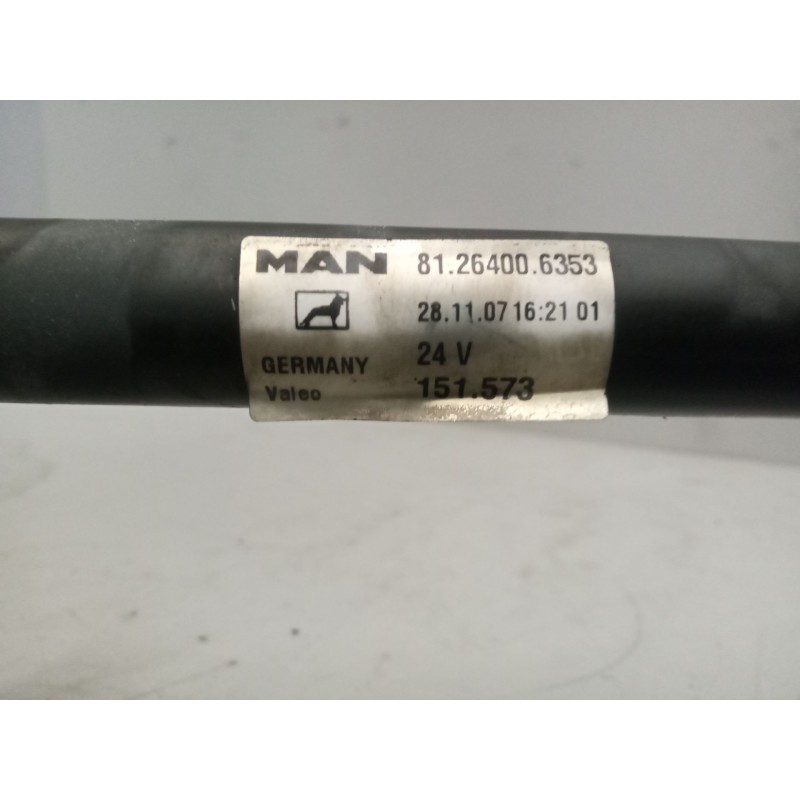 MAN 81.26400.6353
28.11.07 16:21 01
GERMANY 24 V
Valeo 151.573